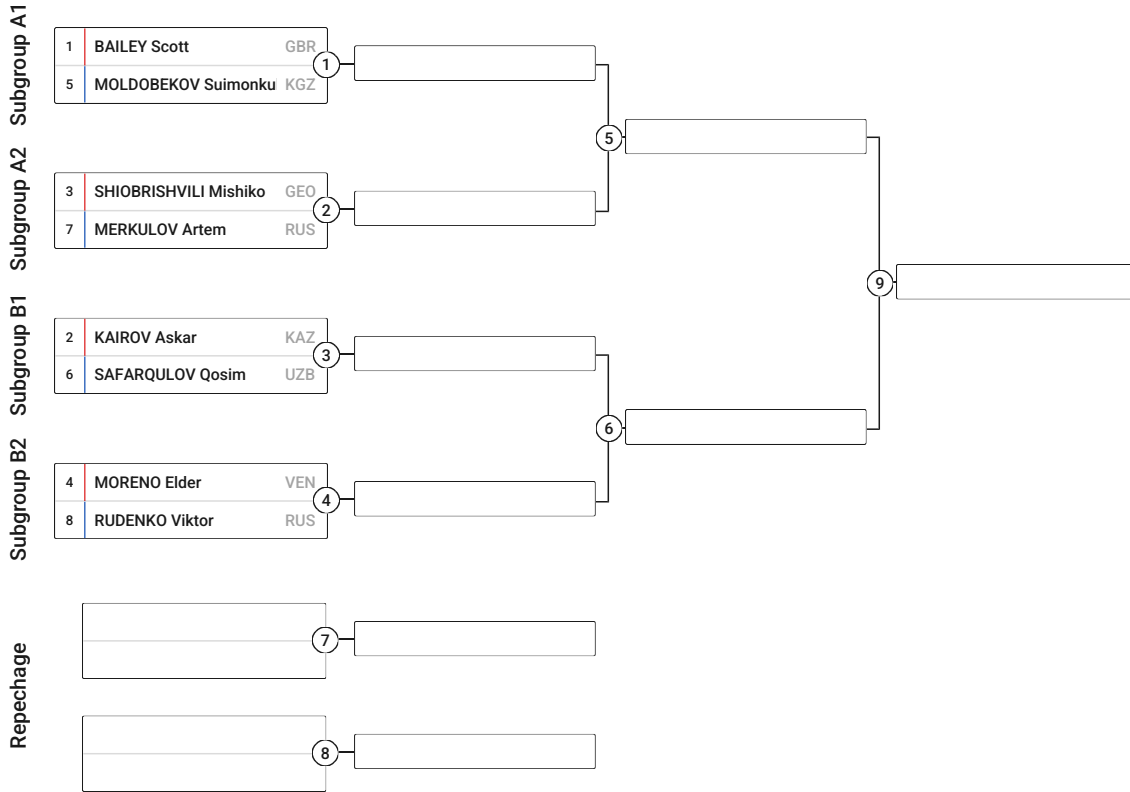 Subgroup A1
1 BAILEY Scott GBR
5 MOLDOBEKOV Suimonku KGZ
1
5
Subgroup A2
3 SHIOBRISHVILI Mishiko GEO
7 MERKULOV Artem RUS
2
9
Subgroup B1
2 KAIROV Askar KAZ
6 SAFARQULOV Qosim UZB
3
6
Subgroup B2
4 MORENO Elder VEN
8 RUDENKO Viktor RUS
4
Repechage
7
8